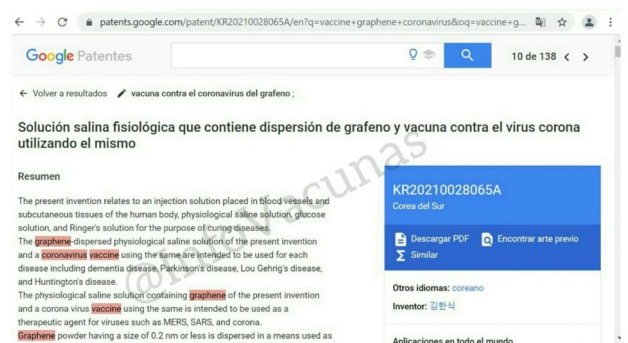 patents.google.com/patent/KR20210028065A/en?q=vaccine+graphene+coronavirus&oq=vaccine+g...
Google Patentes
10 de 138
Volver a resultados vacuna contra el coronavirus del grafeno ;
Solución salina fisiológica que contiene dispersión de grafeno y vacuna contra el virus corona
utilizando el mismo
Resumen
The present invention relates to an injection solution placed in blood vessels and
subcutaneous tissues of the human body, physiological saline solution, glucose
solution, and Ringer's solution for the purpose of curing diseases.
The graphene-dispersed physiological saline solution of the present invention
and a coronavirus vaccine using the same are intended to be used for each
disease including dementia disease, Parkinson's disease, Lou Gehrig's disease,
and Huntington's disease.
The physiological saline solution containing graphene of the present invention
and a corona virus vaccine using the same is intended to be used as a
therapeutic agent for viruses such as MERS, SARS, and corona.
Graphene powder having a size of 0.2 nm or less is dispersed in a means used as
KR20210028065A
Corea del Sur
Descargar PDF Encontrar arte previo
Similar
Otros idiomas: coreano
Inventor: 김한식
Aplicaciones en todo el mundo
@InfoVacunas